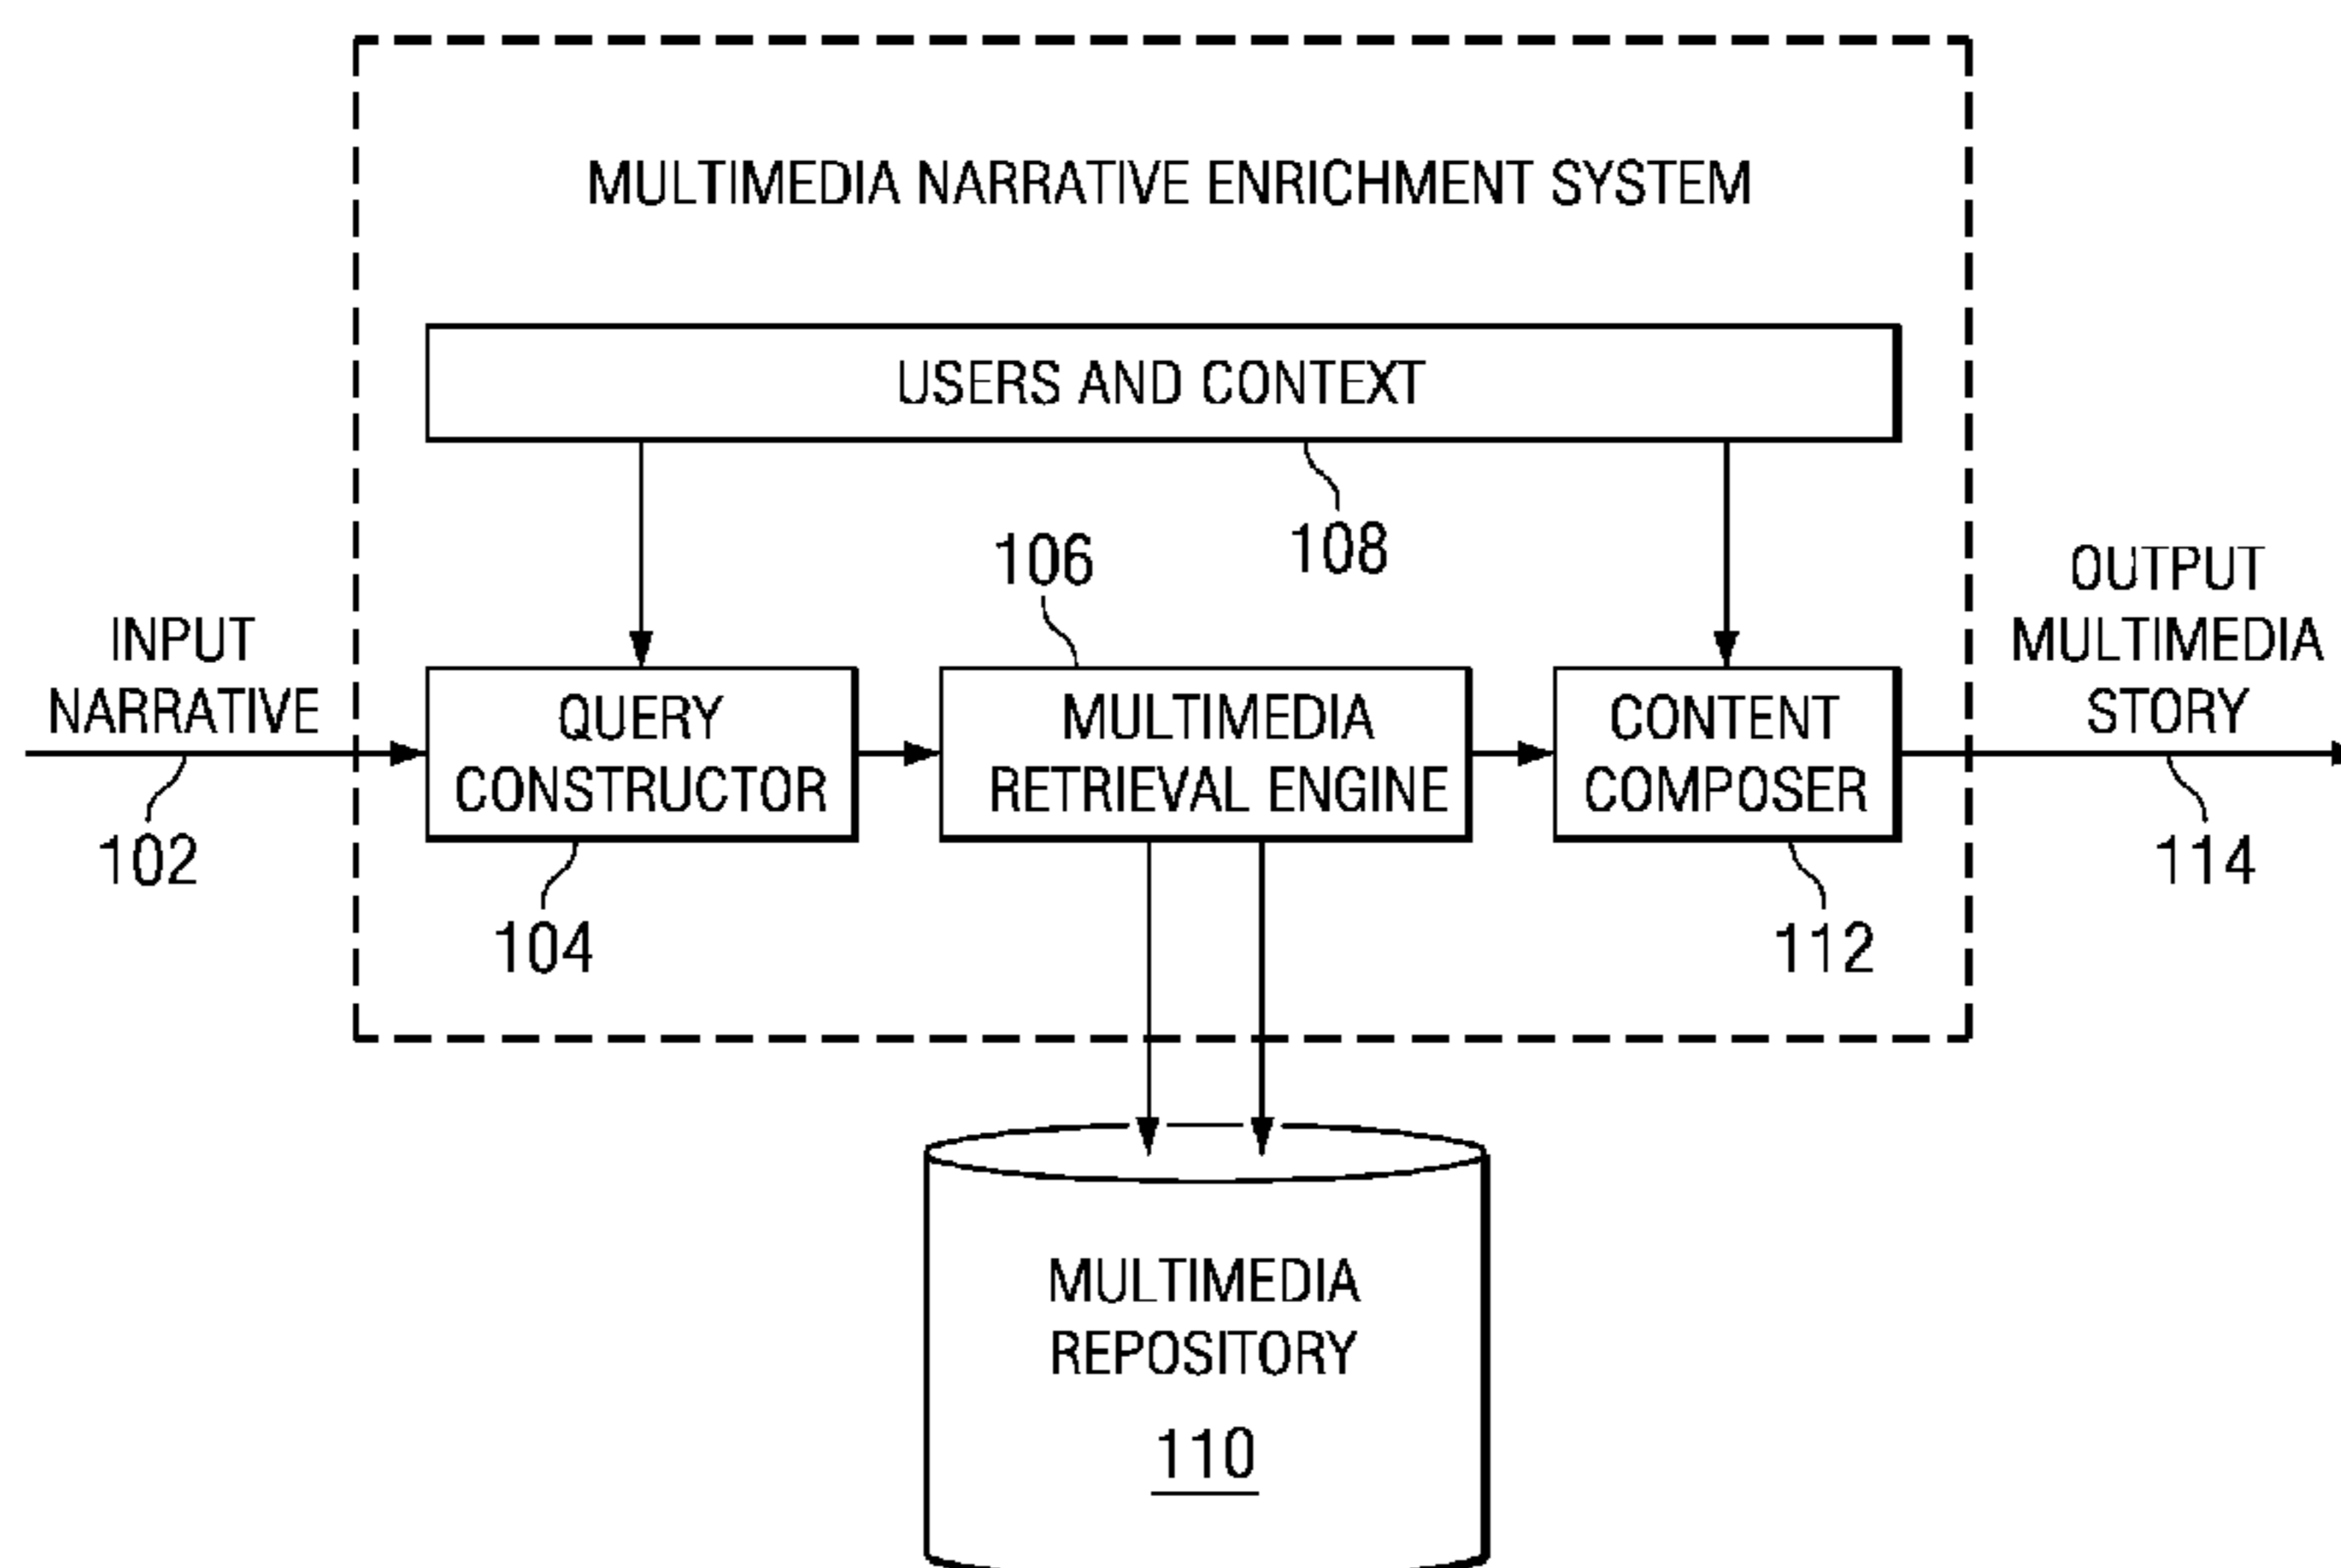 MULTIMEDIA NARRATIVE ENRICHMENT SYSTEM
USERS AND CONTEXT
108
106
INPUT
NARRATIVE
102
QUERY
CONSTRUCTOR
104
MULTIMEDIA
RETRIEVAL ENGINE
CONTENT
COMPOSER
112
OUTPUT
MULTIMEDIA
STORY
114
MULTIMEDIA
REPOSITORY
110